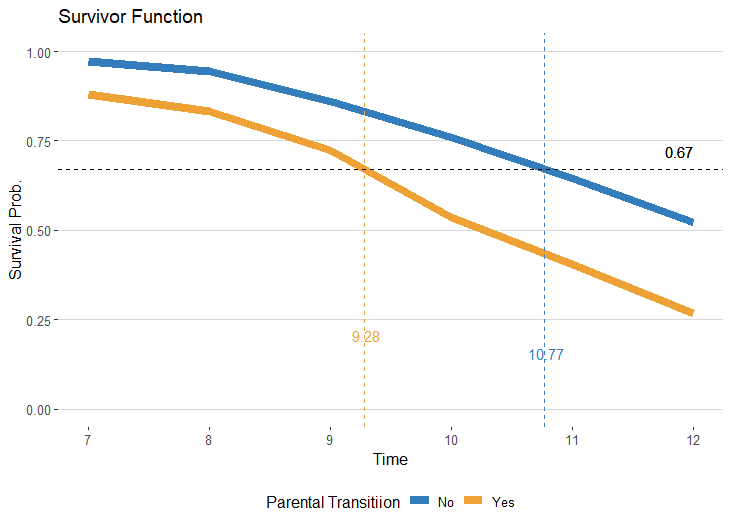 Survivor Function
1.00
0.75
0.50
0.25
0.00
Survival Prob.
0.67
9.28
10.77
7 8 9 10 11 12
Time
Parental Transitiion No Yes